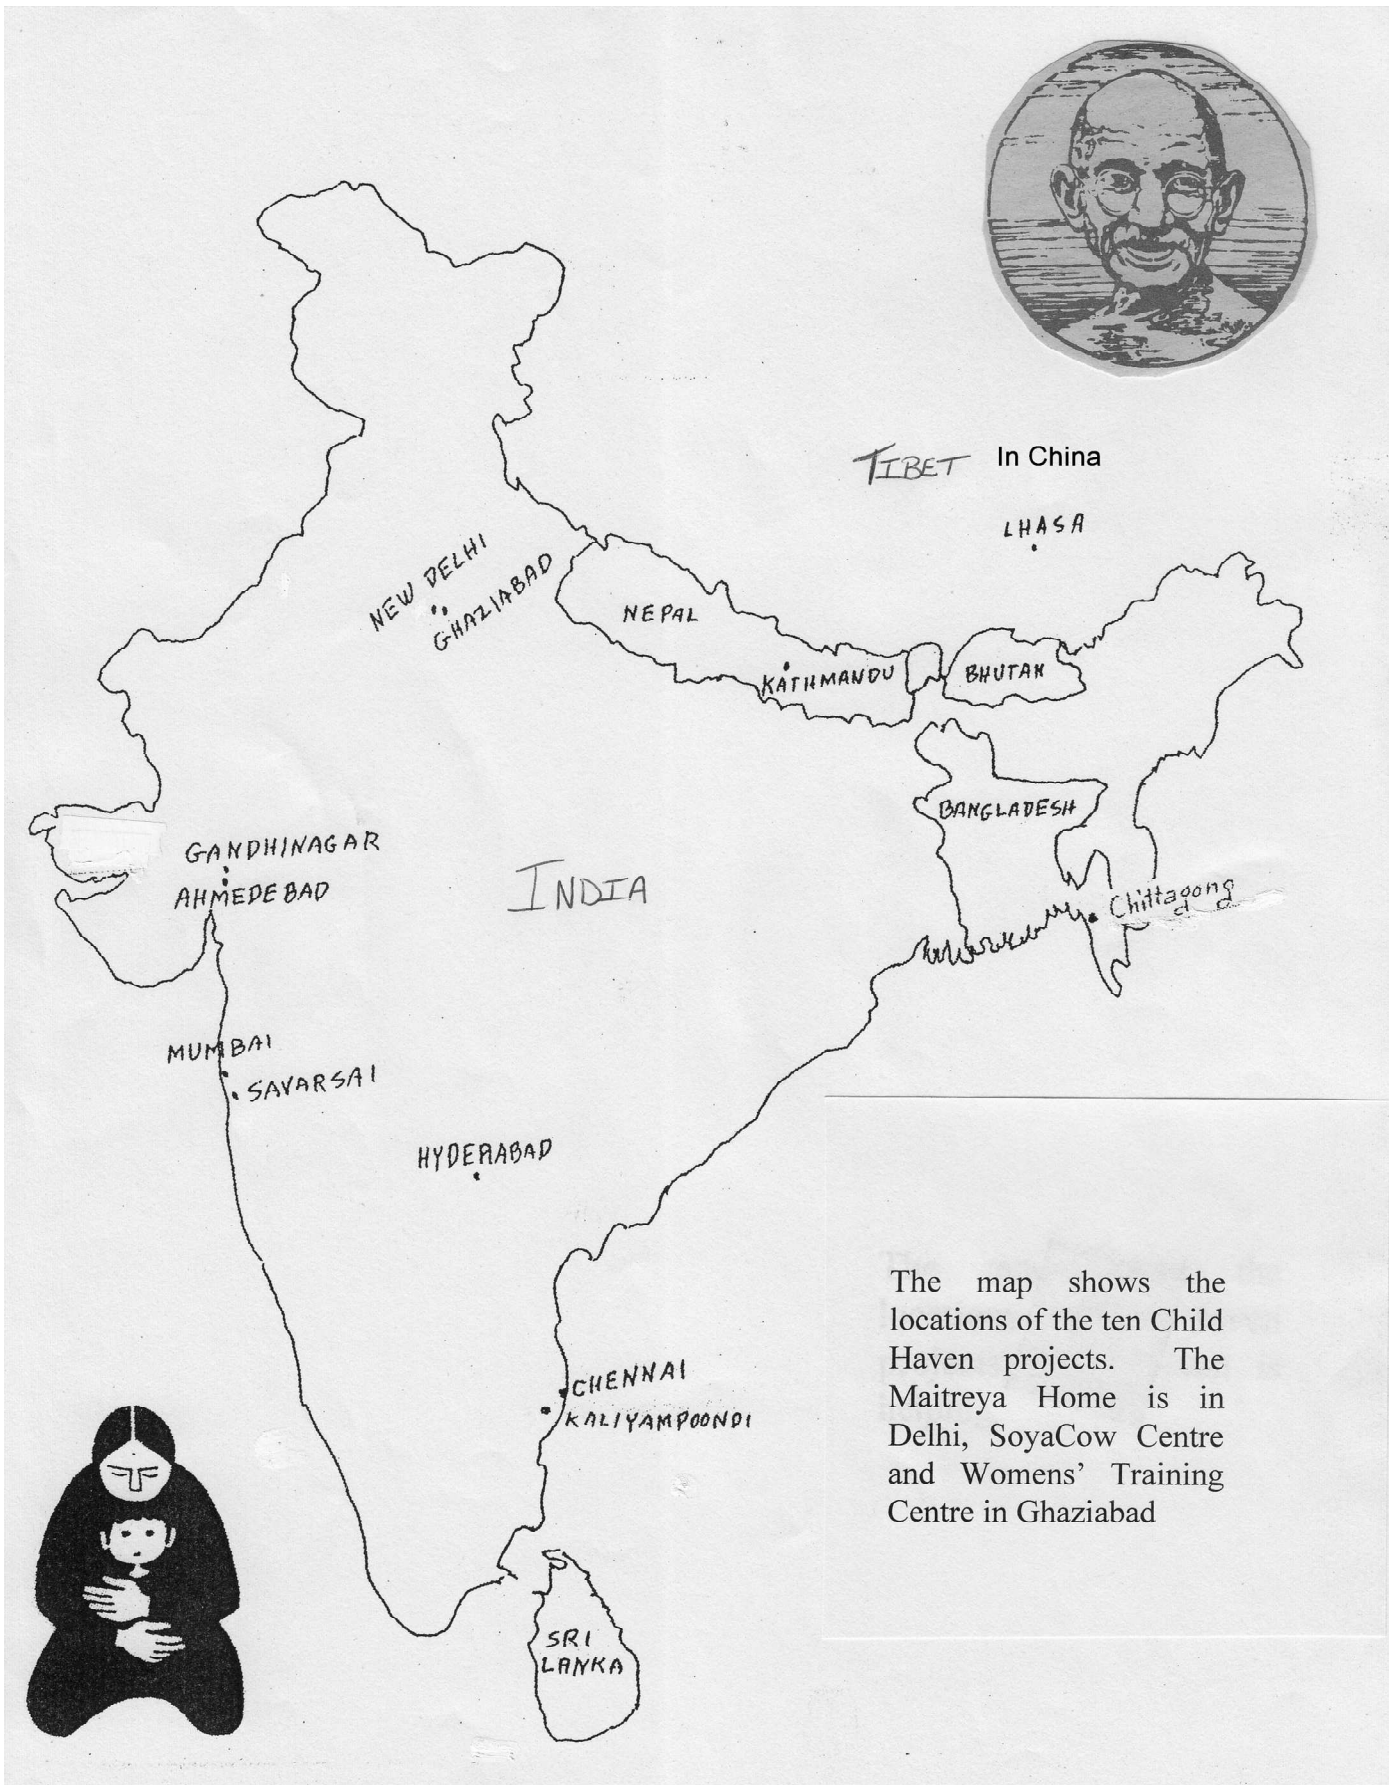 TIBET In China
LHASA
NEW DELHI
GHAZIABAD
NEPAL
KATHMANDU
BHUTAN
BANGLADESH
GANDHINAGAR
AHMEDEBAD
INDIA
Chittagong
MUMBAI
SAVARSAI
HYDERABAD
The map shows the
locations of the ten Child
Haven projects. The
Maitreya Home is in
Delhi, SoyaCow Centre
and Womens’ Training
Centre in Ghaziabad
CHENNAI
KALIYAMPOONDI
SRI
LANKA